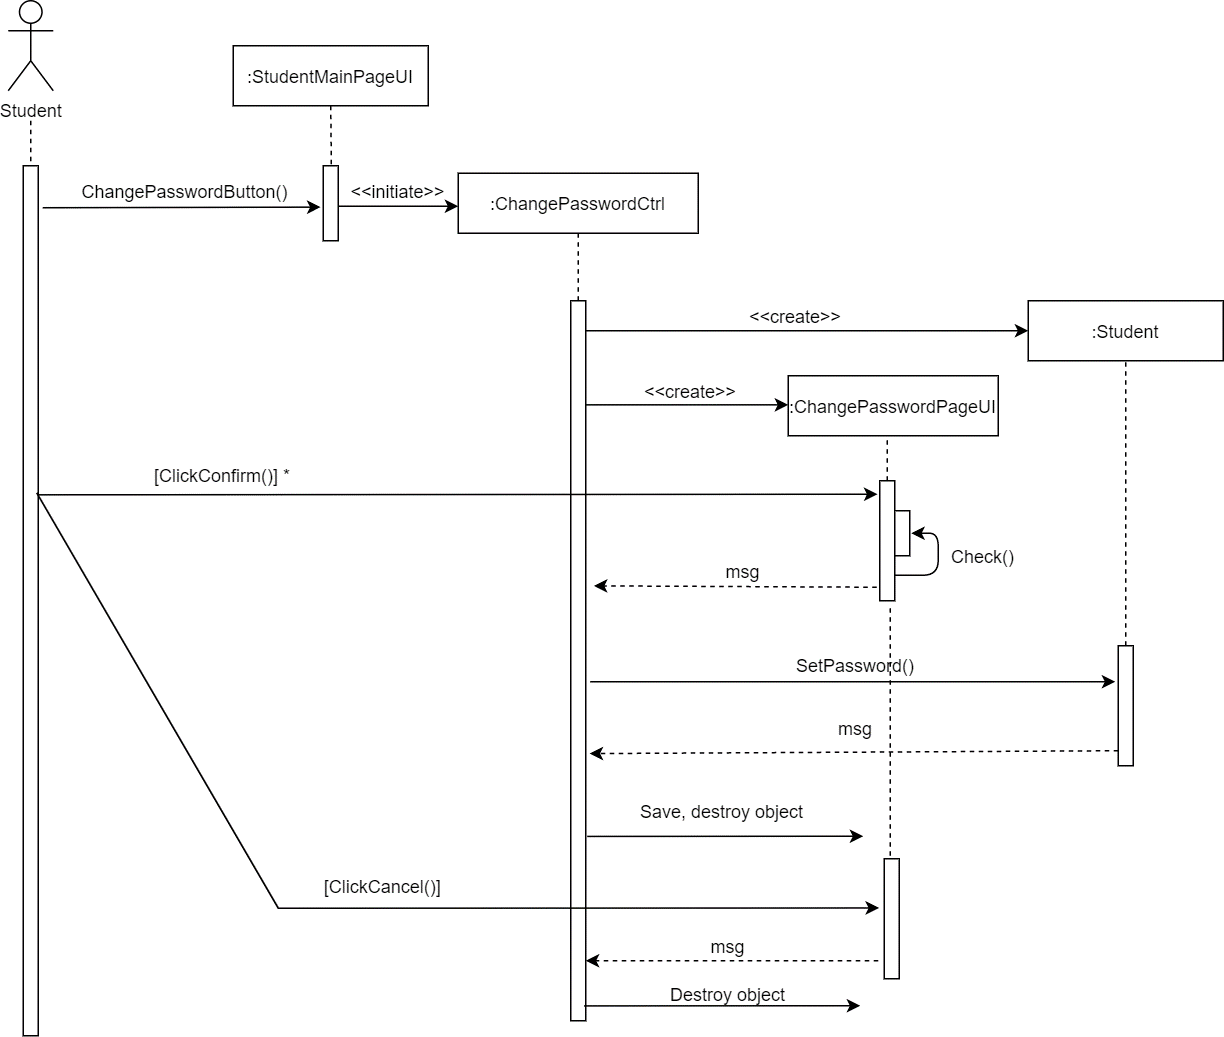 Student
:StudentMainPageUI
ChangePasswordButton()
<<initiate>>
:ChangePasswordCtrl
<<create>>
:Student
<<create>>
:ChangePasswordPageUI
[ClickConfirm()] *
Check()
msg
SetPassword()
msg
Save, destroy object
[ClickCancel()]
msg
Destroy object